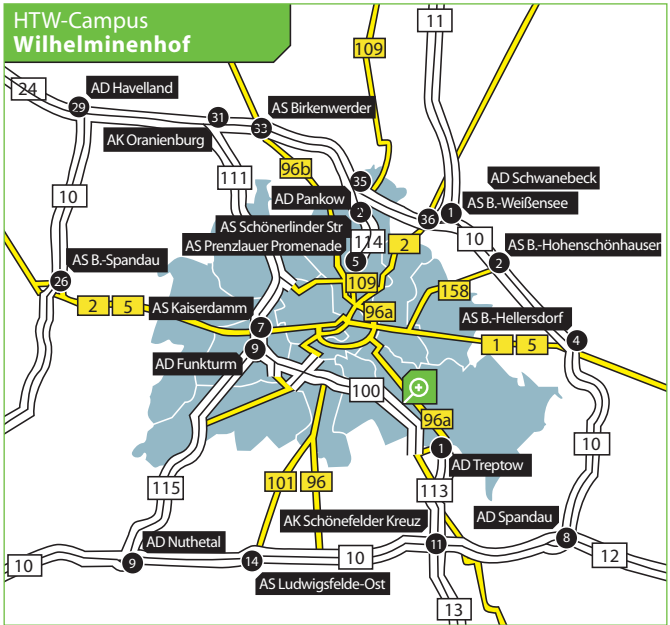 HTW-Campus
Wilhelminenhof
11
109
24
AD Havelland
29
31
AS Birkenwerder
33
AK Oranienburg
96b
111
10
35
AD Schwanebeck
AD Pankow
2
36
1
AS B.-Weißensee
AS Schönerlinder Str
114
2
10
AS Prenzlauer Promenade
5
AS B.-Hohenschönhausen
2
AS B.-Spandau
26
109
158
2
5
AS Kaiserdamm
96a
7
AS B.-Hellersdorf
4
9
1
5
AD Funkturm
100
96a
10
1
AD Treptow
115
101
96
113
AK Schönefelder Kreuz
AD Spandau
AD Nuthetal
11
8
10
9
14
10
12
AS Ludwigsfelde-Ost
13